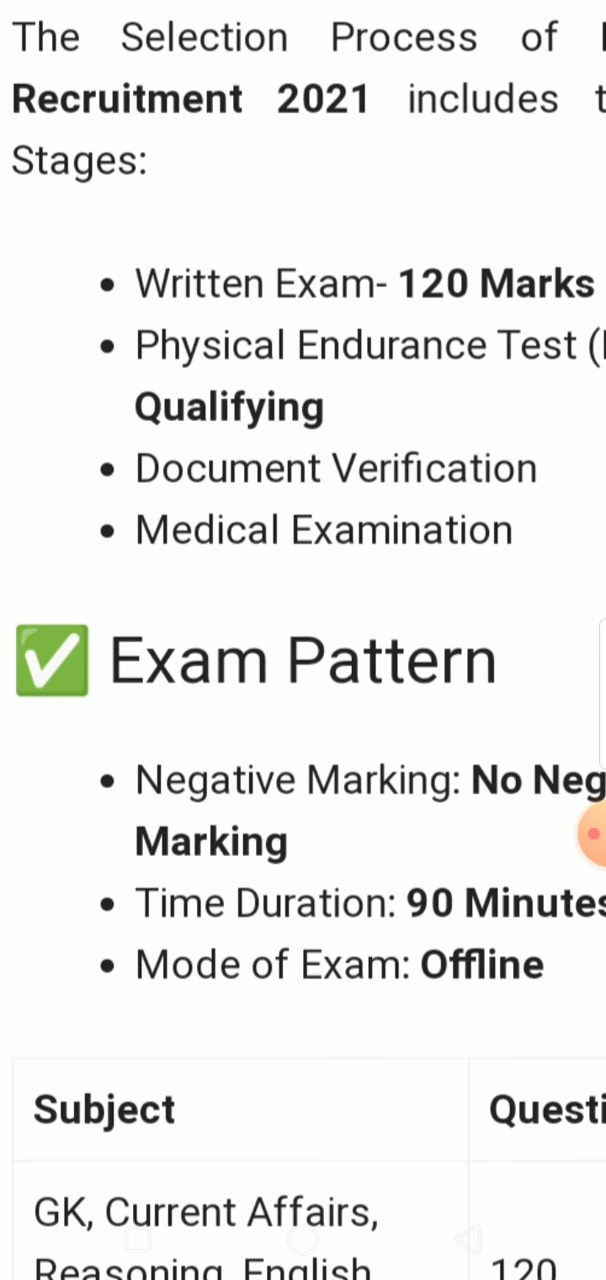 The Selection Process of
Recruitment 2021 includes
Stages:
Written Exam- 120 Marks
Physical Endurance Test (
Qualifying
Document Verification
Medical Examination
✅ Exam Pattern
Negative Marking: No Neg
Marking
Time Duration: 90 Minutes
Mode of Exam: Offline
Subject Questi
GK, Current Affairs,
Reasoning, English 120